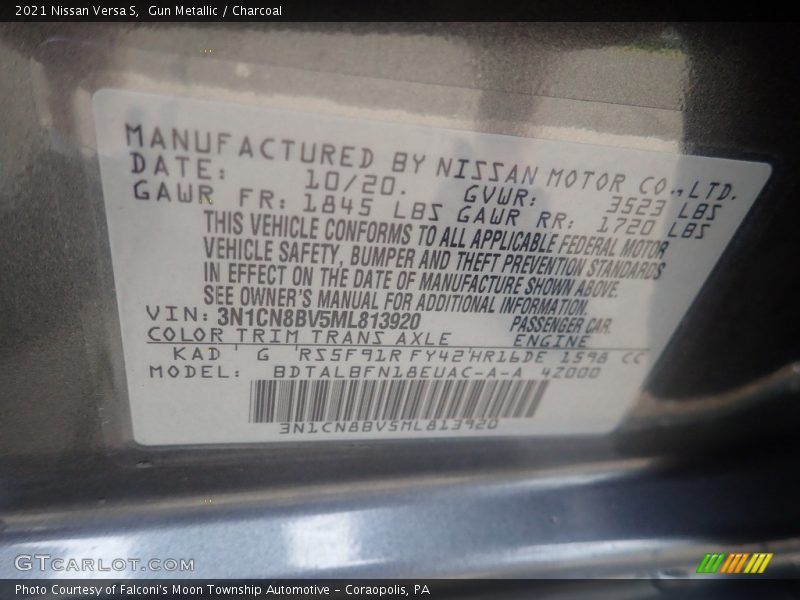 2021 Nissan Versa S,  Gun Metallic / Charcoal
MANUFACTURED BY NISSAN MOTOR CO., LTD.
DATE: 10/20. GVWR: 3523 LBS
GAWR FR: 1845 LBS GAWR RR: 1720 LBS
THIS VEHICLE CONFORMS TO ALL APPLICABLE FEDERAL MOTOR
VEHICLE SAFETY, BUMPER AND THEFT PREVENTION STANDARDS
IN EFFECT ON THE DATE OF MANUFACTURE SHOWN ABOVE.
SEE OWNER'S MANUAL FOR ADDITIONAL INFORMATION.
VIN: 3N1CN8BV5ML813920 PASSENGER CAR.
COLOR TRIM TRANS AXLE ENGINE
KAD ' G 'RS5F91R FY42'HR16DE 1598 CC
MODEL: BDTALBFN18EUAC-A-A 4Z000
3N1CN8BV5ML813920
GTCARLOT.COM
Photo Courtesy of Falconi's Moon Township Automotive - Coraopolis, PA